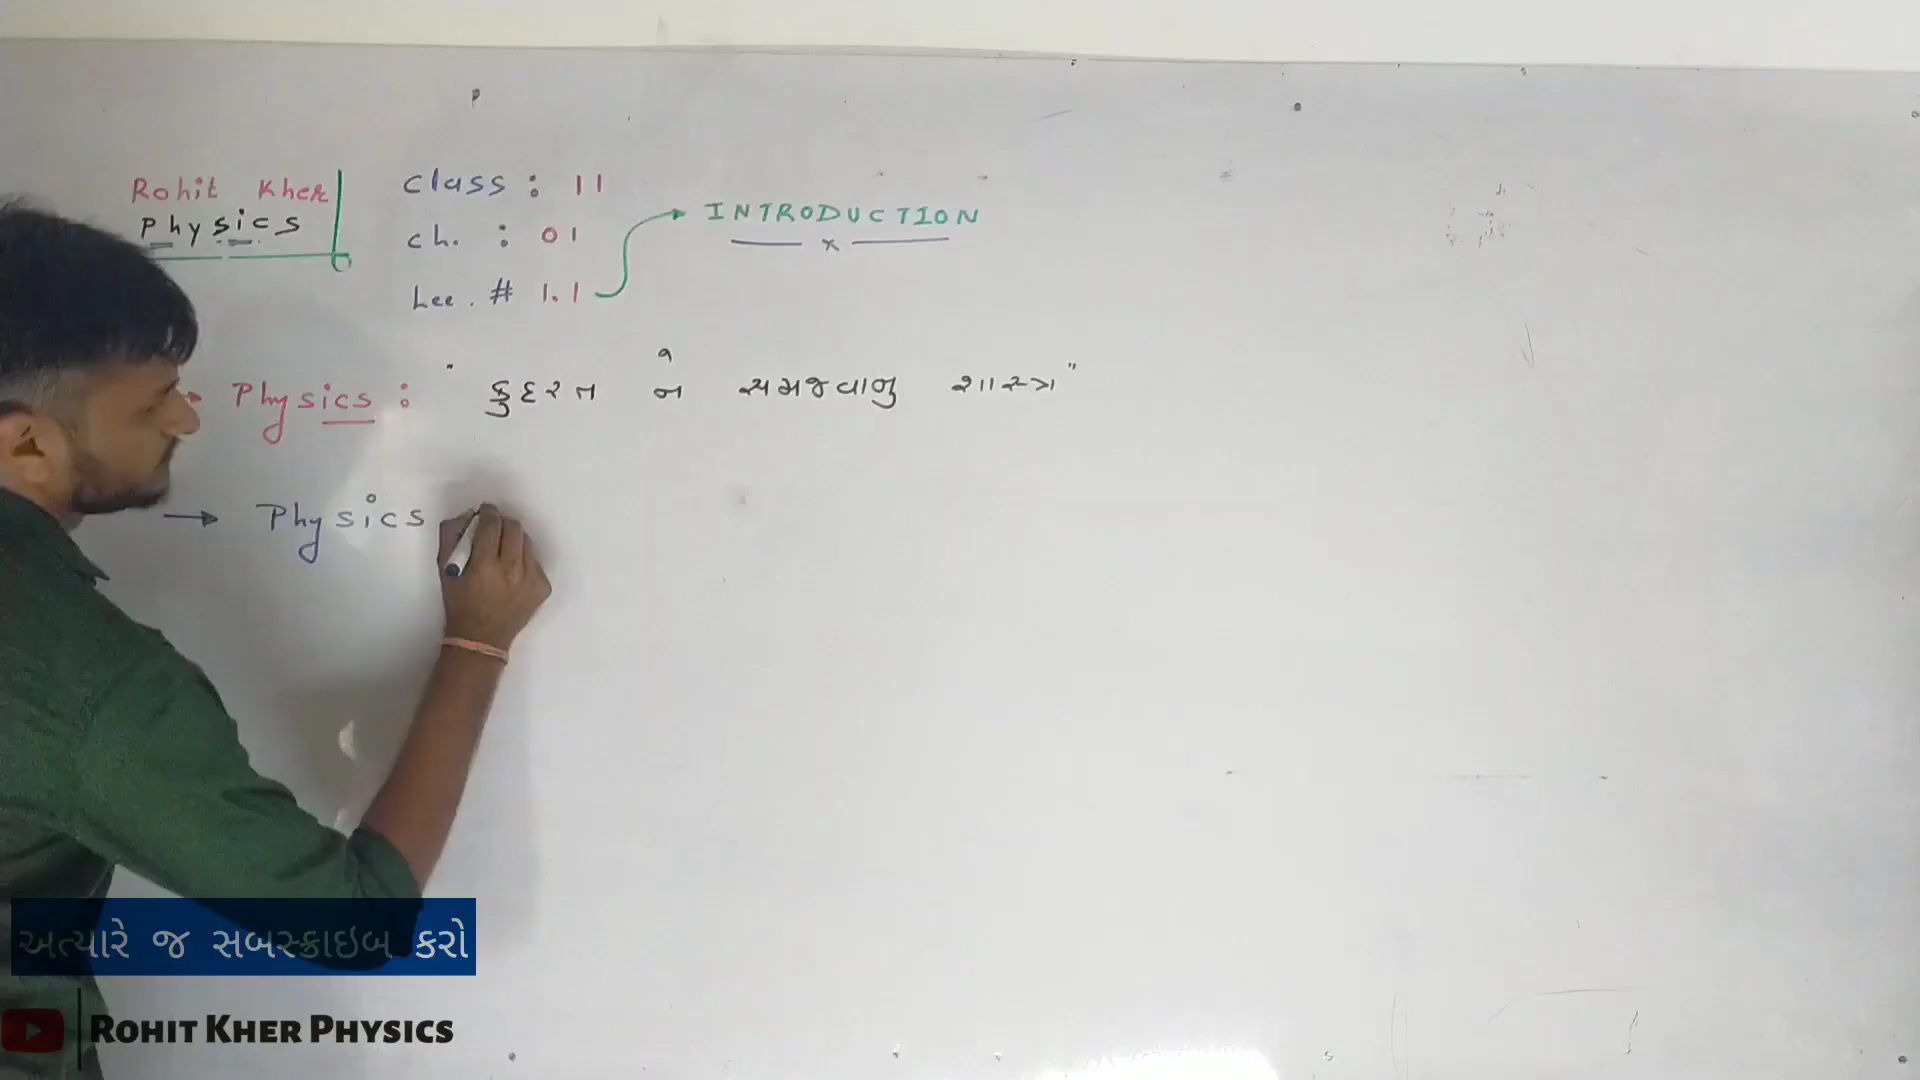 Rohit Kher
Physics
class : 11
ch. : 01
Lec. # 1.1
INTRODUCTION
Physics : " કુદરત ને સમજવાનુ શાસ્ત્ર "
→ Physics
અત્યારે જ સબસ્ક્રાઇબ કરો
ROHIT KHER PHYSICS